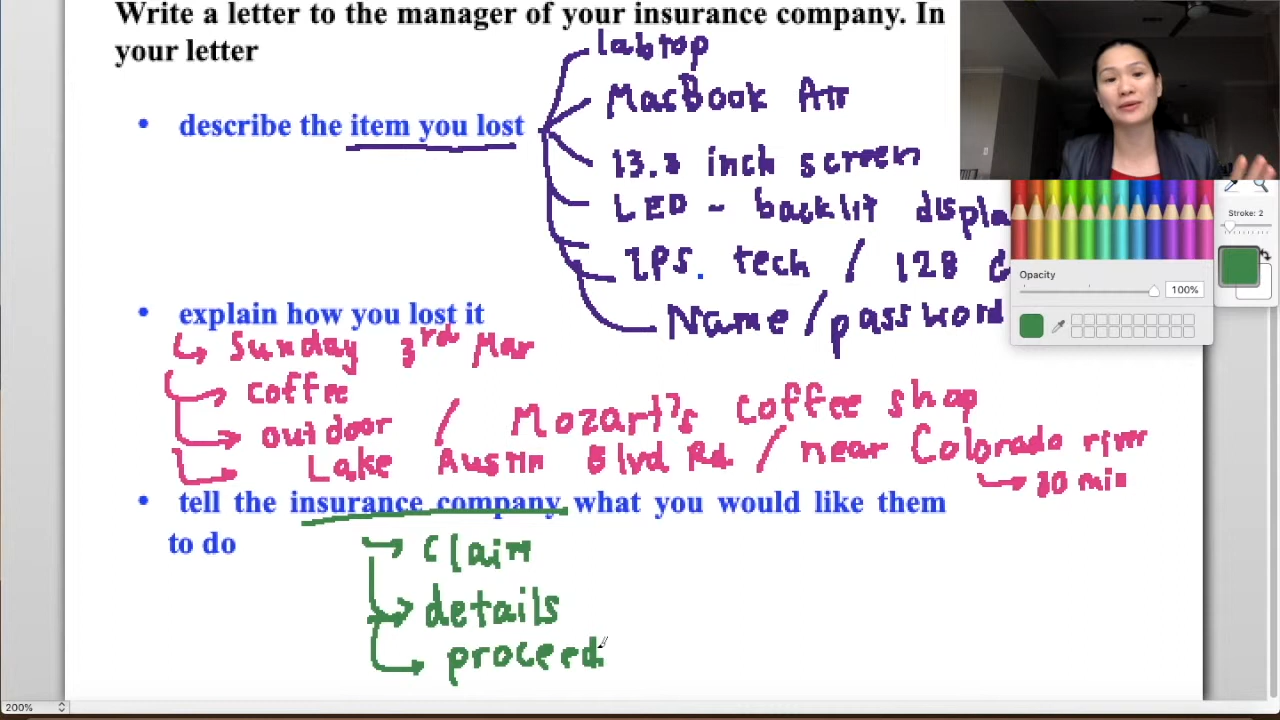 Write a letter to the manager of your insurance company. In
your letter
labtop
MacBook Air
• describe the item you lost
13.3 inch screen
LED - backlit displa
IPS. tech / 128 G
• explain how you lost it
Name / password
Sunday 3rd Mar
coffee
outdoor / Mozart's coffee shop
Lake Austin Blvd Rd / near Colorado river
30 min
• tell the insurance company what you would like them
to do
claim
details
proceed
Stroke: 2
Opacity
100%
200%